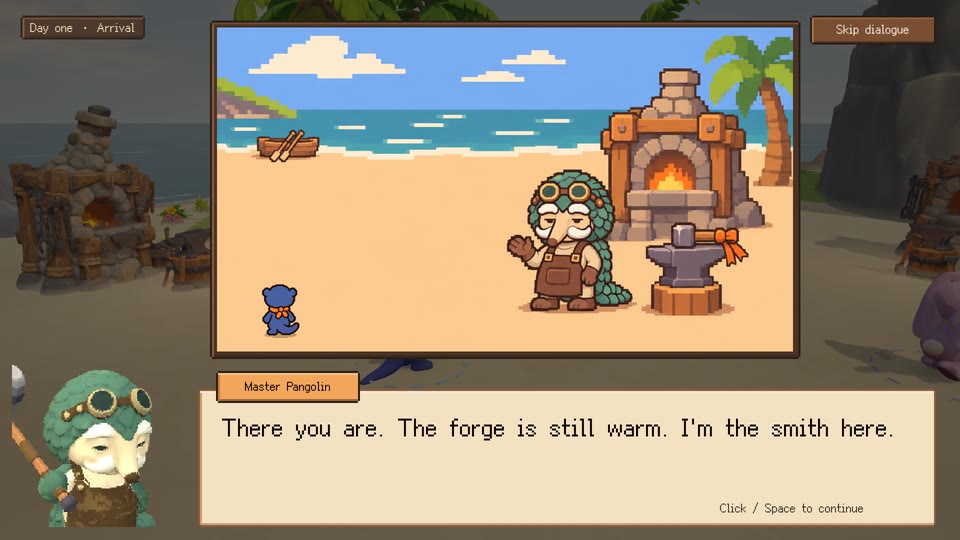 Day one · Arrival
Skip dialogue
Master Pangolin
There you are. The forge is still warm. I'm the smith here.
Click / Space to continue